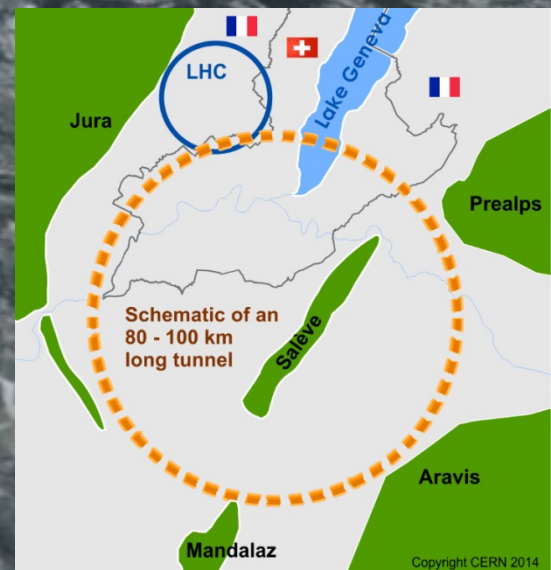 LHC
Jura
Lake Geneva
Prealps
Schematic of an
80 - 100 km
long tunnel
Salève
Aravis
Mandalaz
Copyright CERN 2014